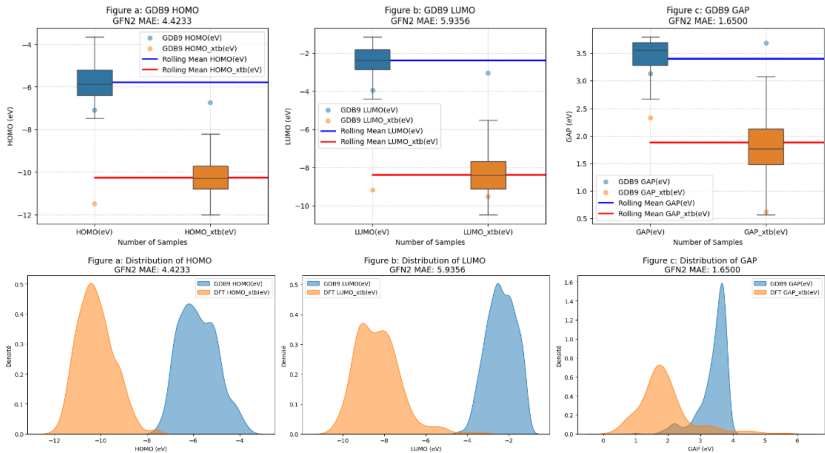 Figure a: GDB9 HOMO
GFN2 MAE: 4.4233
GDB9 HOMO(eV)
GDB9 HOMO_xtb(eV)
Rolling Mean HOMO(eV)
Rolling Mean HOMO_xtb(eV)
−4
−6
−8
−10
−12
HOMO (eV)
HOMO(eV)
HOMO_xtb(eV)
Number of Samples
Figure b: GDB9 LUMO
GFN2 MAE: 5.9356
GDB9 LUMO(eV)
GDB9 LUMO_xtb(eV)
Rolling Mean LUMO(eV)
Rolling Mean LUMO_xtb(eV)
−2
−4
−6
−8
−10
LUMO (eV)
LUMO(eV)
LUMO_xtb(eV)
Number of Samples
Figure c: GDB9 GAP
GFN2 MAE: 1.6500
3.5
3.0
2.5
2.0
1.5
1.0
0.5
GAP (eV)
GDB9 GAP(eV)
GDB9 GAP_xtb(eV)
Rolling Mean GAP(eV)
Rolling Mean GAP_xtb(eV)
GAP(eV)
GAP_xtb(eV)
Number of Samples
Figure a: Distribution of HOMO
GFN2 MAE: 4.4233
GDB9 HOMO(eV)
DFT HOMO_xtb(eV)
0.5
0.4
0.3
0.2
0.1
0.0
Densité
−12
−10
−8
−6
−4
HOMO (eV)
Figure b: Distribution of LUMO
GFN2 MAE: 5.9356
GDB9 LUMO(eV)
DFT LUMO_xtb(eV)
0.5
0.4
0.3
0.2
0.1
0.0
Densité
−10
−8
−6
−4
−2
LUMO (eV)
Figure c: Distribution of GAP
GFN2 MAE: 1.6500
GDB9 GAP(eV)
DFT GAP_xtb(eV)
1.6
1.4
1.2
1.0
0.8
0.6
0.4
0.2
0.0
Densité
0
1
2
3
4
5
6
GAP (eV)